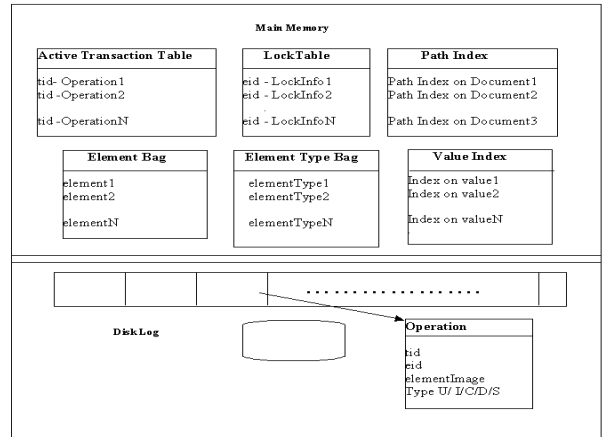 Main Memory
Active Transaction Table
tid- Operation1
tid -Operation2
tid -OperationN
LockTable
eid - LockInfo1
eid - LockInfo2
eid - LockInfoN
Path Index
Path Index on Document1
Path Index on Document2
Path Index on Document3
Element Bag
element1
element2
elementN
Element Type Bag
elementType1
elementType2
elementTypeN
Value Index
Index on value1
Index on value2
Index on valueN
Disk Log
Operation
tid
eid
elementImage
Type U/ I/C/D/S